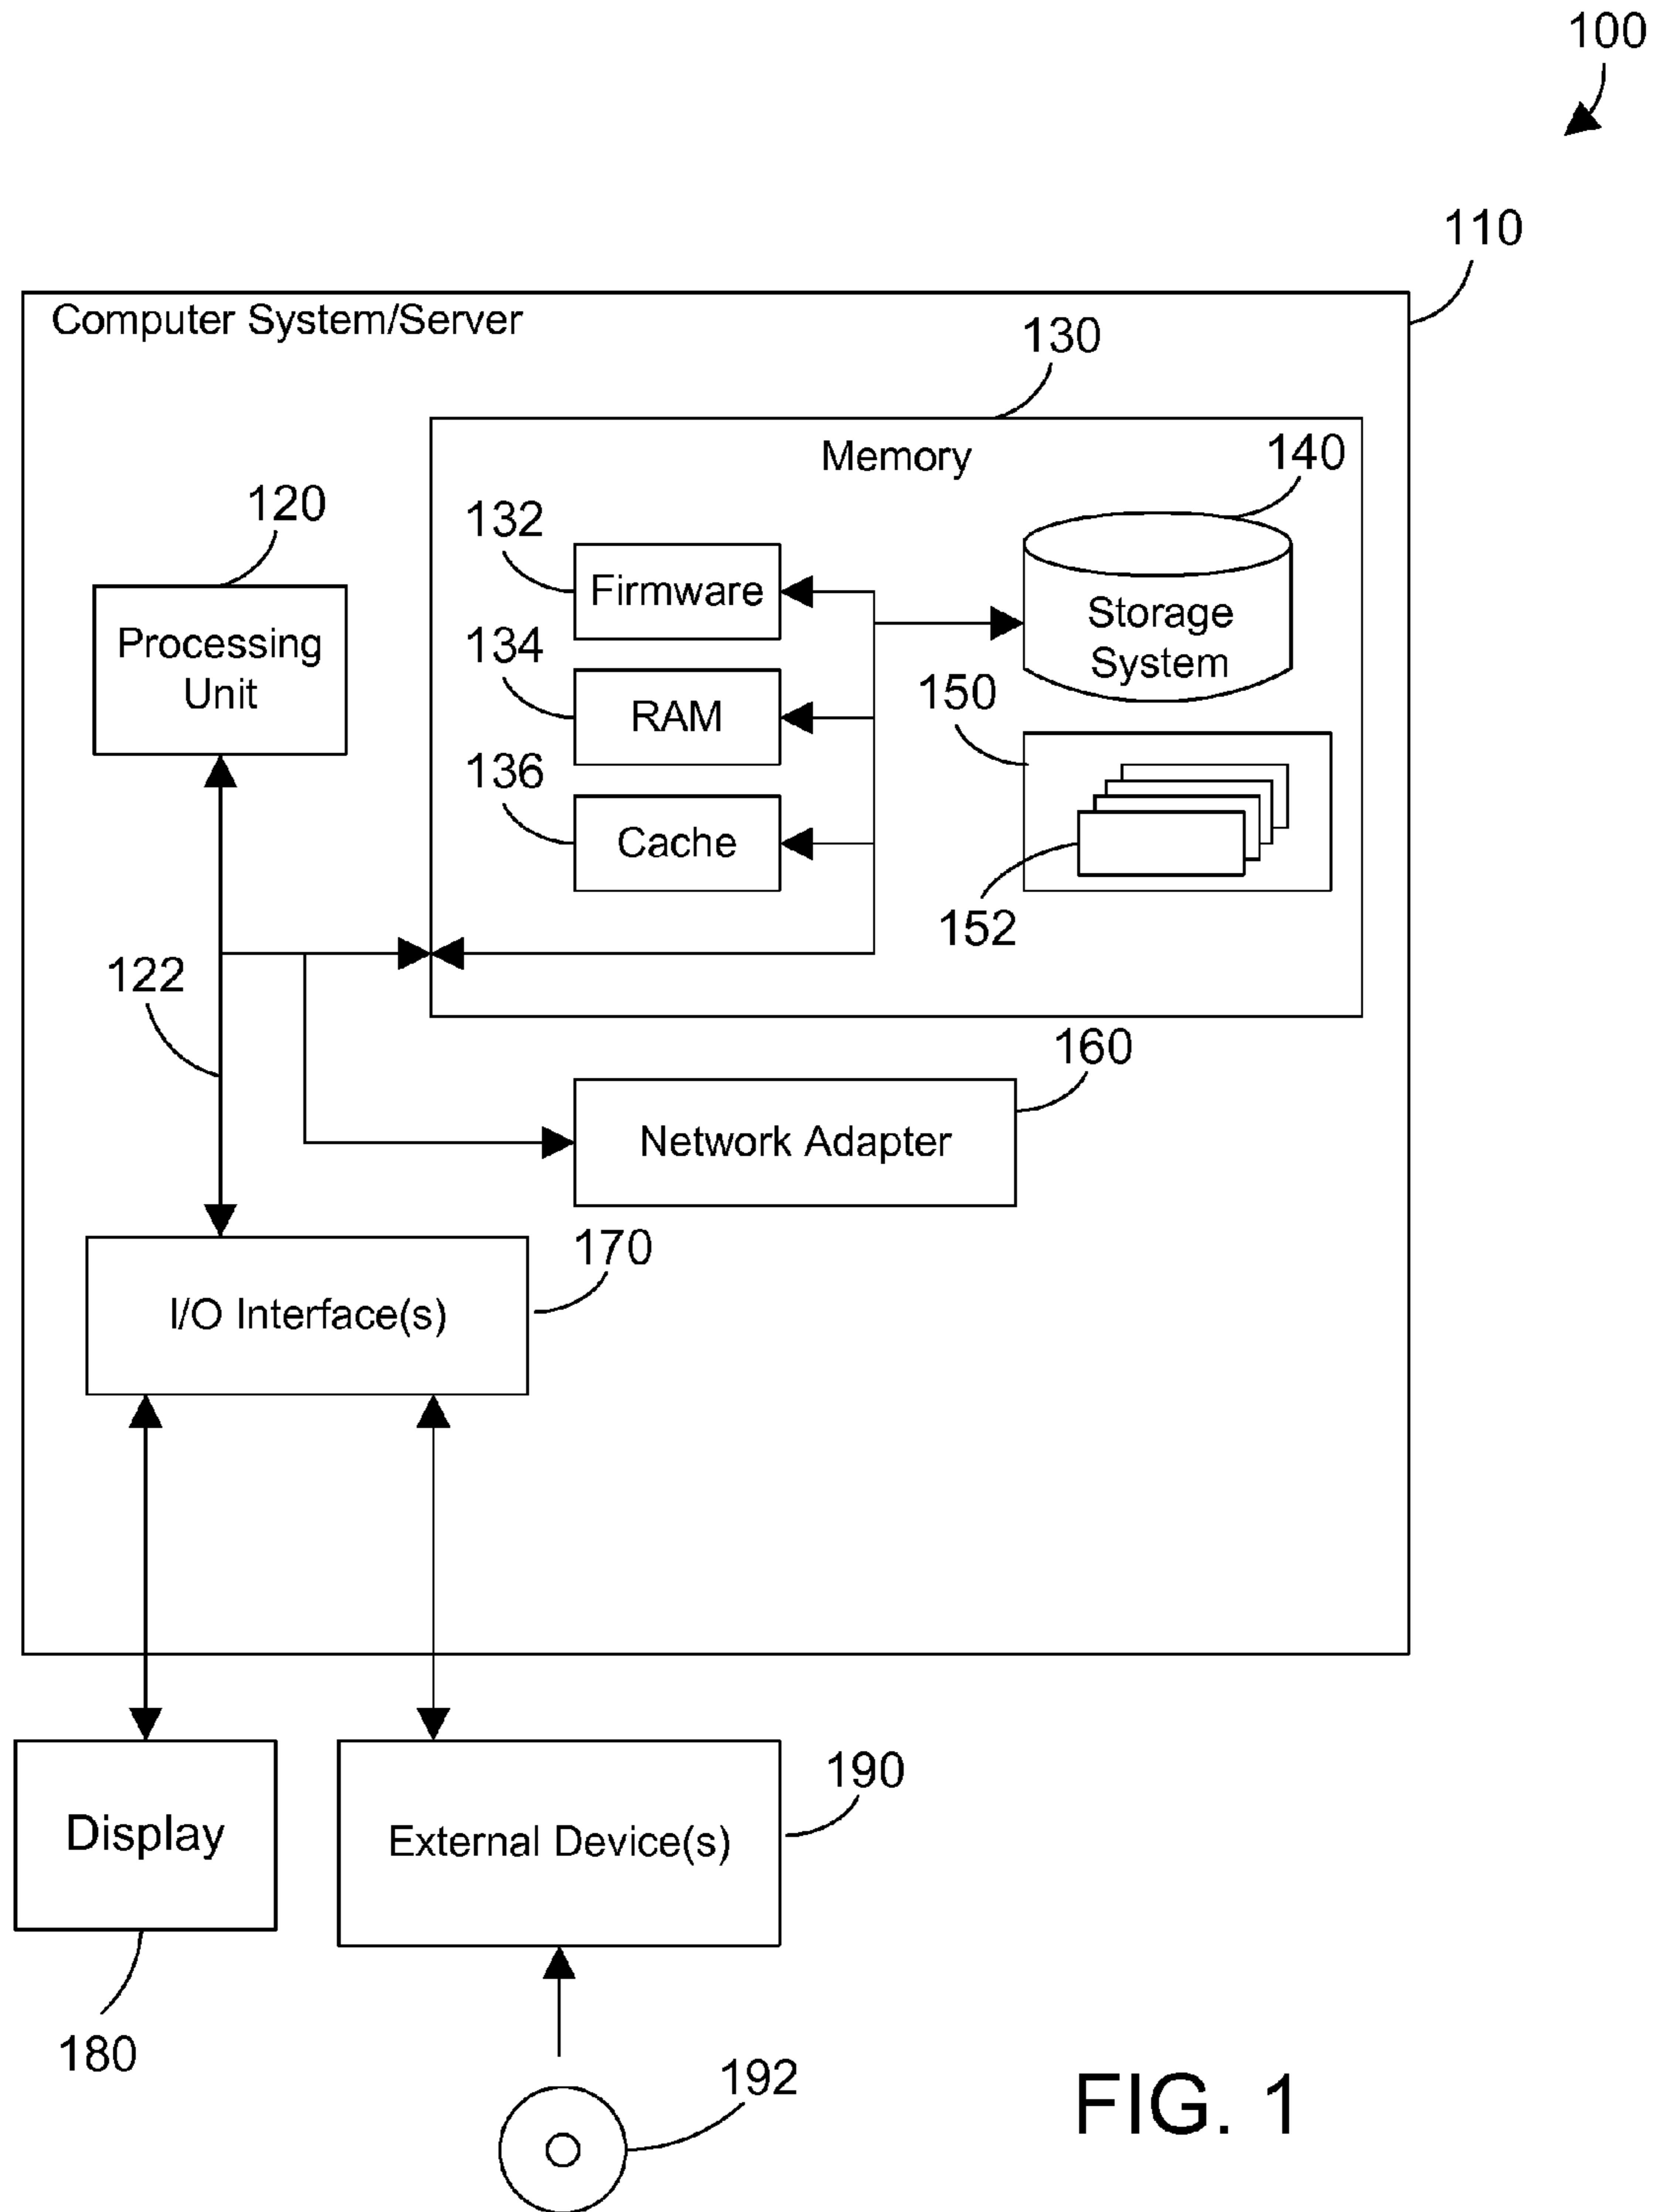 100
110
Computer System/Server
130
Memory
140
120
132
Firmware
Processing
Unit
134
RAM
Storage
System
150
136
Cache
152
122
160
Network Adapter
170
I/O Interface(s)
190
Display
External Device(s)
180
192
FIG. 1